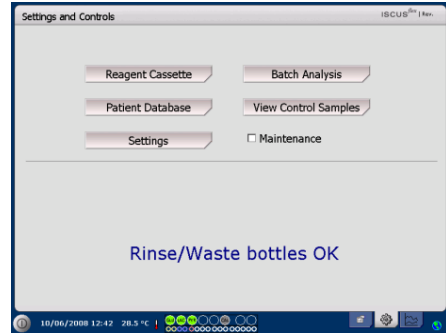 Settings and Controls
ISCUSflex
Reagent Cassette
Batch Analysis
Patient Database
View Control Samples
Settings
Maintenance
Rinse/Waste bottles OK
10/06/2008 12:42 28.5 °C